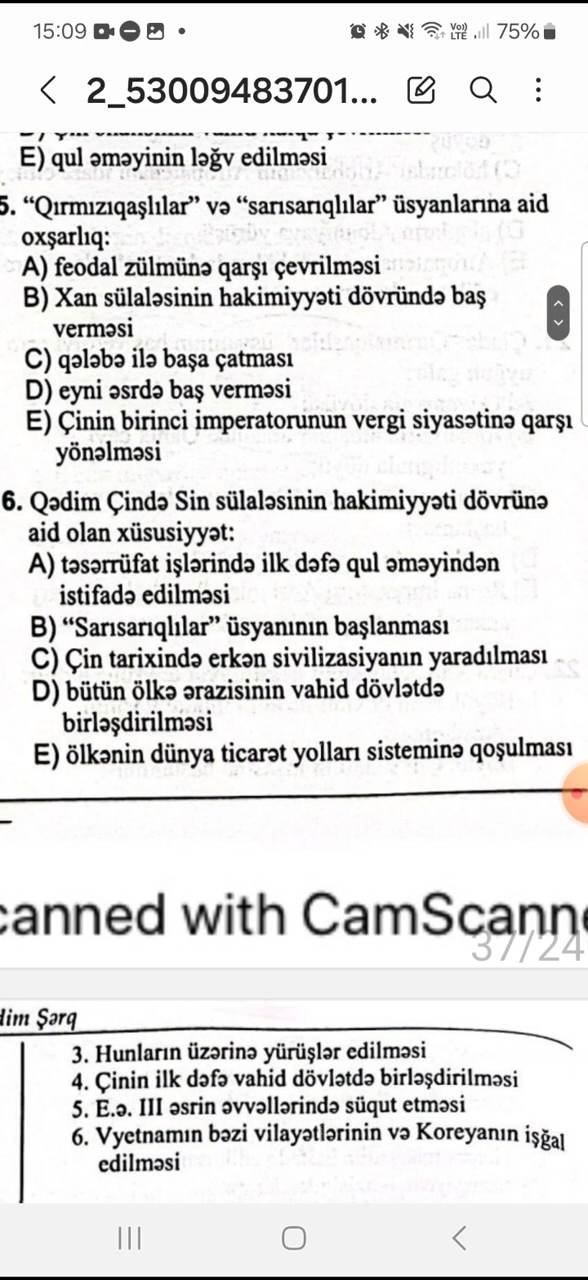 15:09
Vo))
LTE
75%
2_53009483701...
E) qul əməyinin ləğv edilməsi
5. “Qırmızıqaşlılar” və “sarısarıqlılar” üsyanlarına aid
oxşarlıq:
A) feodal zülmünə qarşı çevrilməsi
B) Xan sülaləsinin hakimiyyəti dövründə baş
verməsi
C) qələbə ilə başa çatması
D) eyni əsrdə baş verməsi
E) Çinin birinci imperatorunun vergi siyasətinə qarşı
yönəlməsi
6. Qədim Çində Sin sülaləsinin hakimiyyəti dövrünə
aid olan xüsusiyyət:
A) təsərrüfat işlərində ilk dəfə qul əməyindən
istifadə edilməsi
B) “Sarısarıqlılar” üsyanının başlanması
C) Çin tarixində erkən sivilizasiyanın yaradılması
D) bütün ölkə ərazisinin vahid dövlətdə
birləşdirilməsi
E) ölkənin dünya ticarət yolları sisteminə qoşulması
canned with CamScanne
37/24
dim Şərq
3. Hunların üzərinə yürüşlər edilməsi
4. Çinin ilk dəfə vahid dövlətdə birləşdirilməsi
5. E.ə. III əsrin əvvəllərində süqut etməsi
6. Vyetnamın bəzi vilayətlərinin və Koreyanın işğal
edilməsi